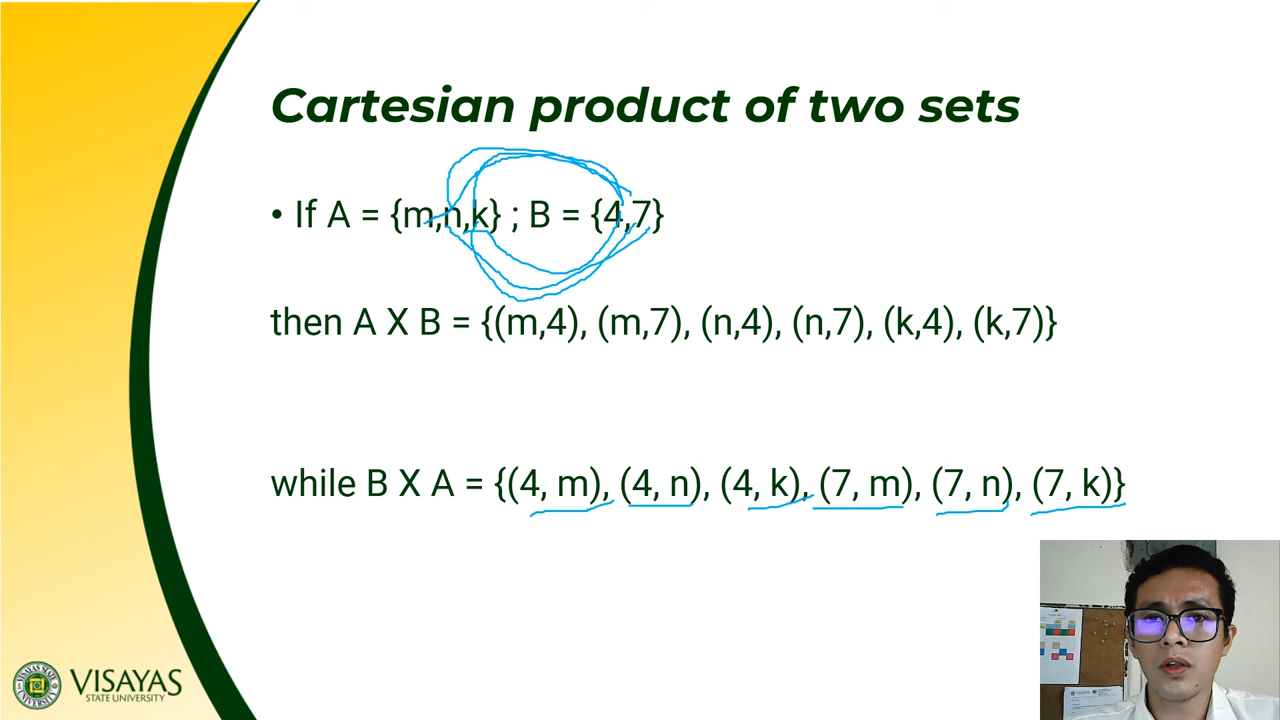 Cartesian product of two sets
• If A = {m,n,k} ; B = {4,7}
then A X B = {(m,4), (m,7), (n,4), (n,7), (k,4), (k,7)}
while B X A = {(4, m), (4, n), (4, k), (7, m), (7, n), (7, k)}
VISAYAS
STATE UNIVERSITY